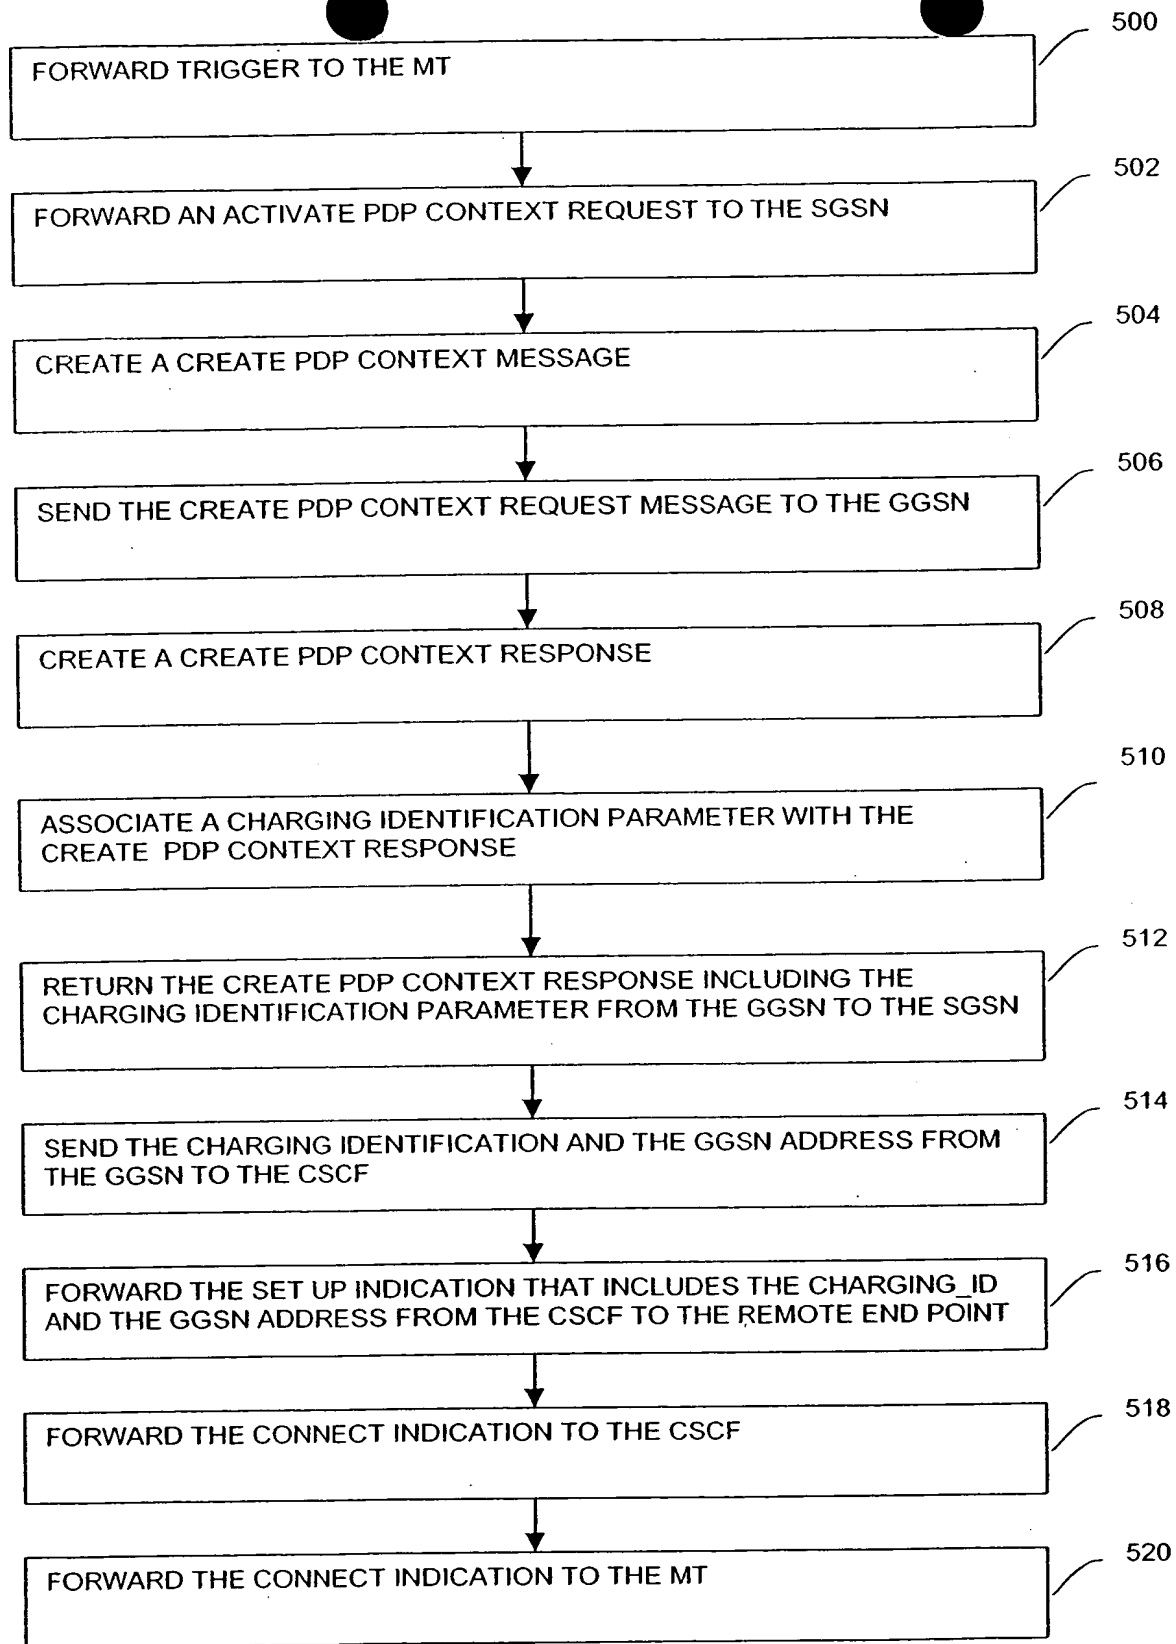 500
FORWARD TRIGGER TO THE MT
502
FORWARD AN ACTIVATE PDP CONTEXT REQUEST TO THE SGSN
504
CREATE A CREATE PDP CONTEXT MESSAGE
506
SEND THE CREATE PDP CONTEXT REQUEST MESSAGE TO THE GGSN
508
CREATE A CREATE PDP CONTEXT RESPONSE
510
ASSOCIATE A CHARGING IDENTIFICATION PARAMETER WITH THE
CREATE PDP CONTEXT RESPONSE
512
RETURN THE CREATE PDP CONTEXT RESPONSE INCLUDING THE
CHARGING IDENTIFICATION PARAMETER FROM THE GGSN TO THE SGSN
514
SEND THE CHARGING IDENTIFICATION AND THE GGSN ADDRESS FROM
THE GGSN TO THE CSCF
516
FORWARD THE SET UP INDICATION THAT INCLUDES THE CHARGING_ID
AND THE GGSN ADDRESS FROM THE CSCF TO THE REMOTE END POINT
518
FORWARD THE CONNECT INDICATION TO THE CSCF
520
FORWARD THE CONNECT INDICATION TO THE MT